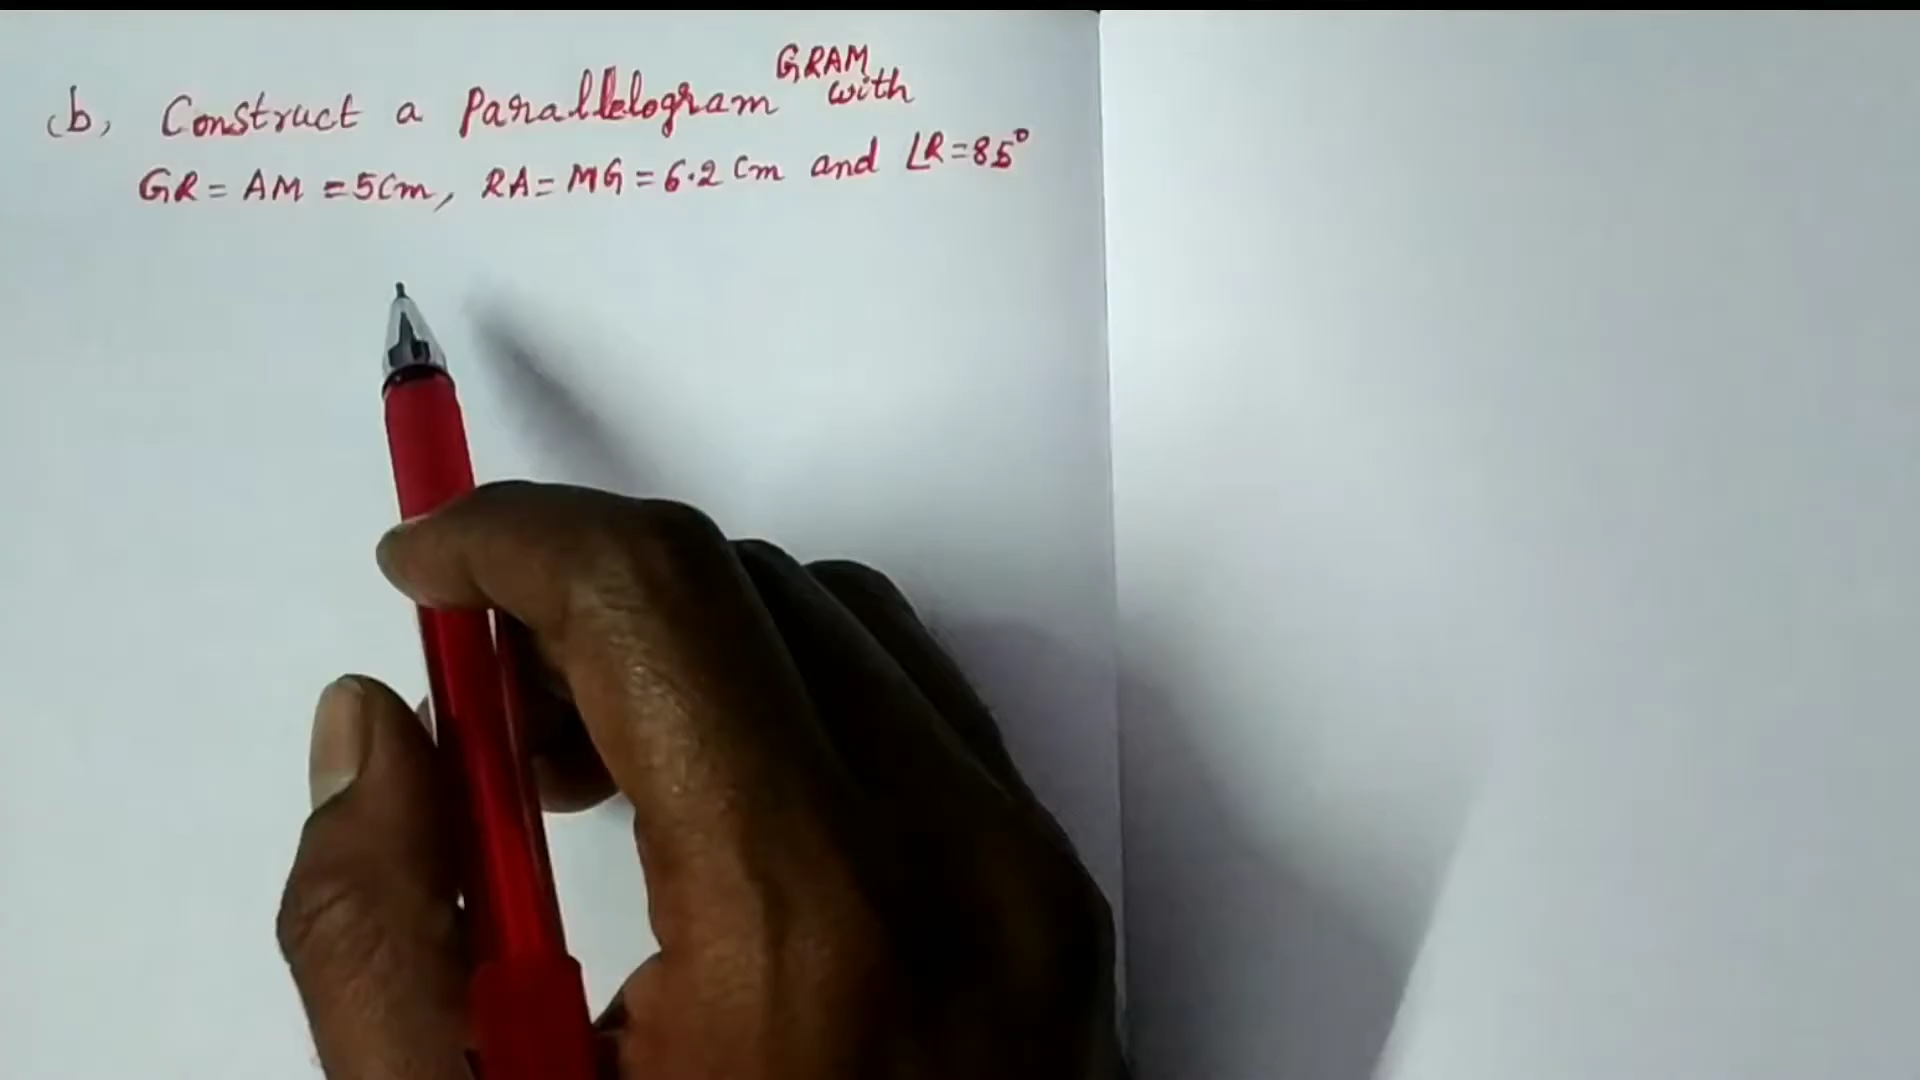 (b, Construct a Parallelogram GRAM with
GR = AM = 5cm, RA = MG = 6.2 cm and ∠R = 85°